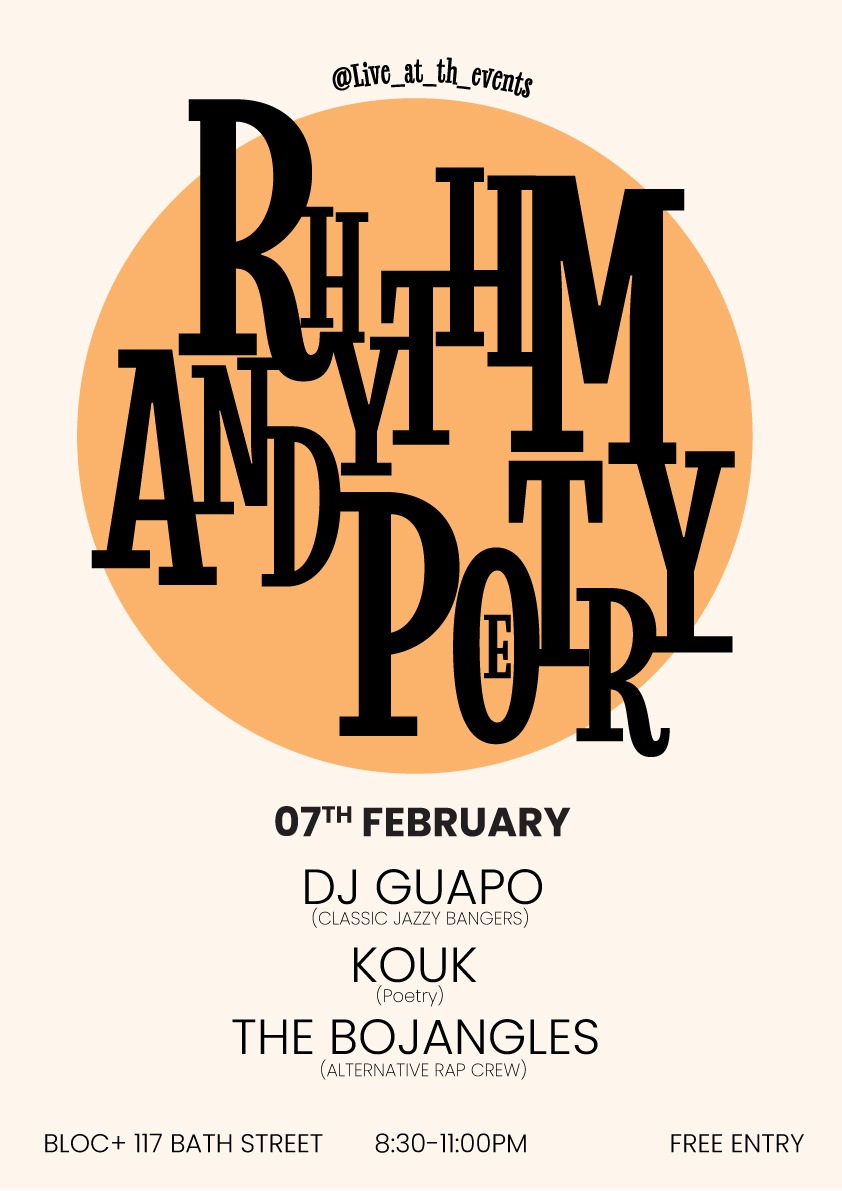 @Live_at_th_events
RHYTHM
AND
POETRY
07TH FEBRUARY
DJ GUAPO
(CLASSIC JAZZY BANGERS)
KOUK
(Poetry)
THE BOJANGLES
(ALTERNATIVE RAP CREW)
BLOC+ 117 BATH STREET 8:30-11:00PM FREE ENTRY